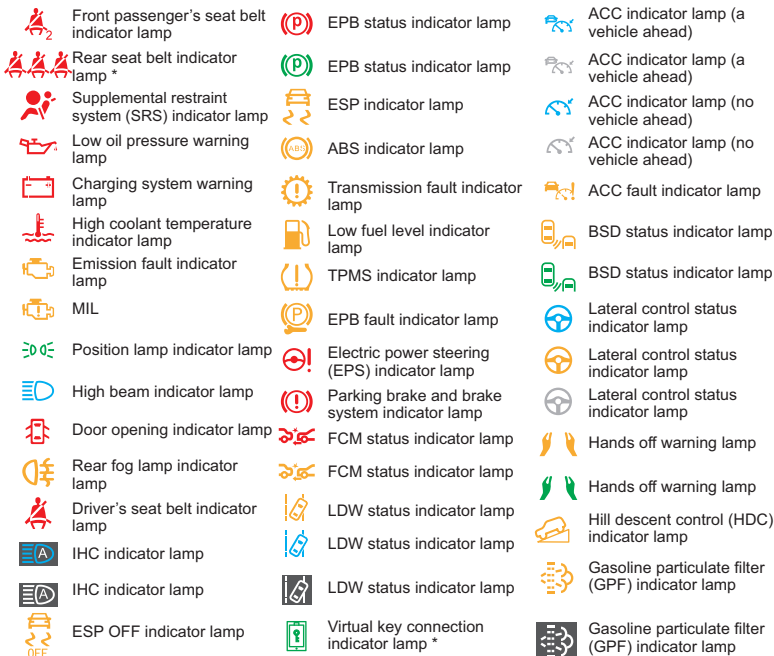 Front passenger's seat belt
indicator lamp
2
Rear seat belt indicator
lamp *
Supplemental restraint
system (SRS) indicator lamp
Low oil pressure warning
lamp
Charging system warning
lamp
High coolant temperature
indicator lamp
Emission fault indicator
lamp
MIL
Position lamp indicator lamp
High beam indicator lamp
Door opening indicator lamp
Rear fog lamp indicator
lamp
Driver's seat belt indicator
lamp
A
IHC indicator lamp
A
IHC indicator lamp
OFF
ESP OFF indicator lamp
P
EPB status indicator lamp
P
EPB status indicator lamp
ESP indicator lamp
ABS
ABS indicator lamp
Transmission fault indicator
lamp
Low fuel level indicator
lamp
TPMS indicator lamp
P
EPB fault indicator lamp
Electric power steering
(EPS) indicator lamp
Parking brake and brake
system indicator lamp
FCM status indicator lamp
FCM status indicator lamp
LDW status indicator lamp
LDW status indicator lamp
LDW status indicator lamp
Virtual key connection
indicator lamp *
ACC indicator lamp (a
vehicle ahead)
ACC indicator lamp (a
vehicle ahead)
ACC indicator lamp (no
vehicle ahead)
ACC indicator lamp (no
vehicle ahead)
ACC fault indicator lamp
BSD status indicator lamp
BSD status indicator lamp
Lateral control status
indicator lamp
Lateral control status
indicator lamp
Lateral control status
indicator lamp
Hands off warning lamp
Hands off warning lamp
Hill descent control (HDC)
indicator lamp
Gasoline particulate filter
(GPF) indicator lamp
Gasoline particulate filter
(GPF) indicator lamp